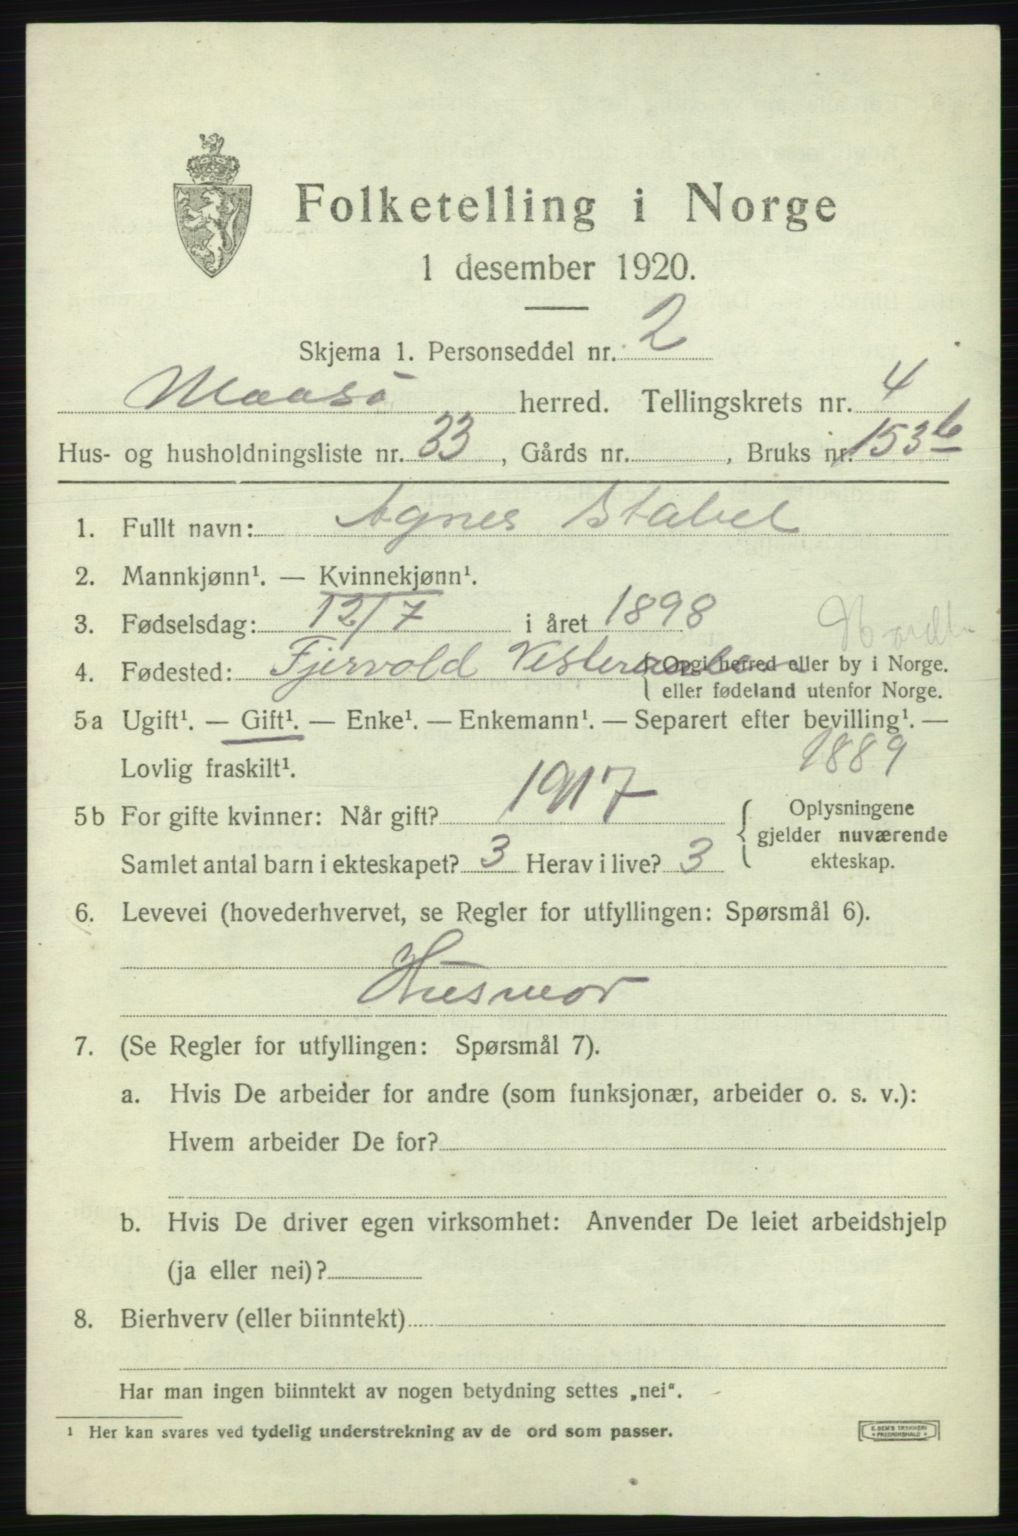 Folketelling i Norge
1 desember 1920.
Skjema 1. Personseddel nr. 2
Maasö herred. Tellingskrets nr. 4
Hus- og husholdningsliste nr. 33, Gårds nr. , Bruks nr. 153 b
1. Fullt navn: Agnes Stabel
2. Mannkjønn¹. — Kvinnekjønn¹.
3. Fødselsdag: 12/7 i året 1898
4. Fødested: Fjervold Vesteraalen { Opgi herred eller by i Norge.
eller fødeland utenfor Norge.
5a Ugift¹. — Gift¹. — Enke¹. — Enkemann¹. — Separert efter bevilling¹. —
Lovlig fraskilt¹. 1889
5b For gifte kvinner: Når gift? 1917 { Oplysningene
gjelder nuværende
Samlet antal barn i ekteskapet? 3 Herav i live? 3 ekteskap.
6. Levevei (hovederhvervet, se Regler for utfyllingen: Spørsmål 6).
Husmor
7. (Se Regler for utfyllingen: Spørsmål 7).
a. Hvis De arbeider for andre (som funksjonær, arbeider o. s. v.):
Hvem arbeider De for?
b. Hvis De driver egen virksomhet: Anvender De leiet arbeidshjelp
(ja eller nei)?
8. Bierhverv (eller biinntekt)
Har man ingen biinntekt av nogen betydning settes „nei“.
¹ Her kan svares ved tydelig understrekning av de ord som passer.